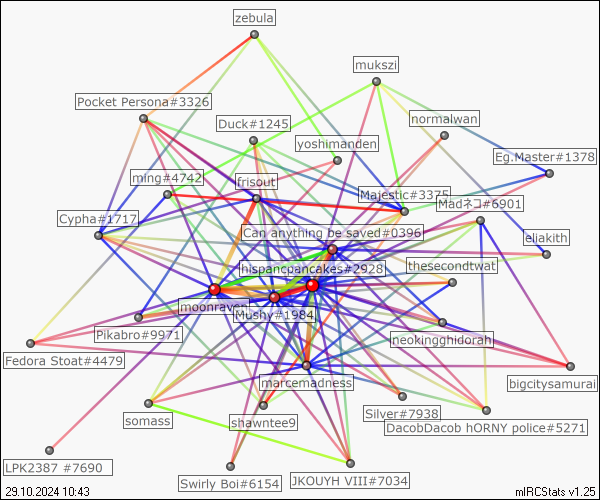 zebula
mukszi
Pocket Persona#3326
normalwan
Duck#1245
yoshimanden
Eg.Master#1378
ming#4742
frisout
Majestic#3375
Madネコ#6901
Cypha#1717
Can anything be saved#0396
eliakith
hispancpancakes#2928
thesecondtwat
moonraven
Mushy#1984
Pikabro#9971
neokingghidorah
Fedora Stoat#4479
marcemadness
bigcitysamurai
somass
shawntee9
Silver#7938
DacobDacob hORNY police#5271
LPK2387 #7690
Swirly Boi#6154
JKOUYH VIII#7034
29.10.2024 10:43
mIRCStats v1.25